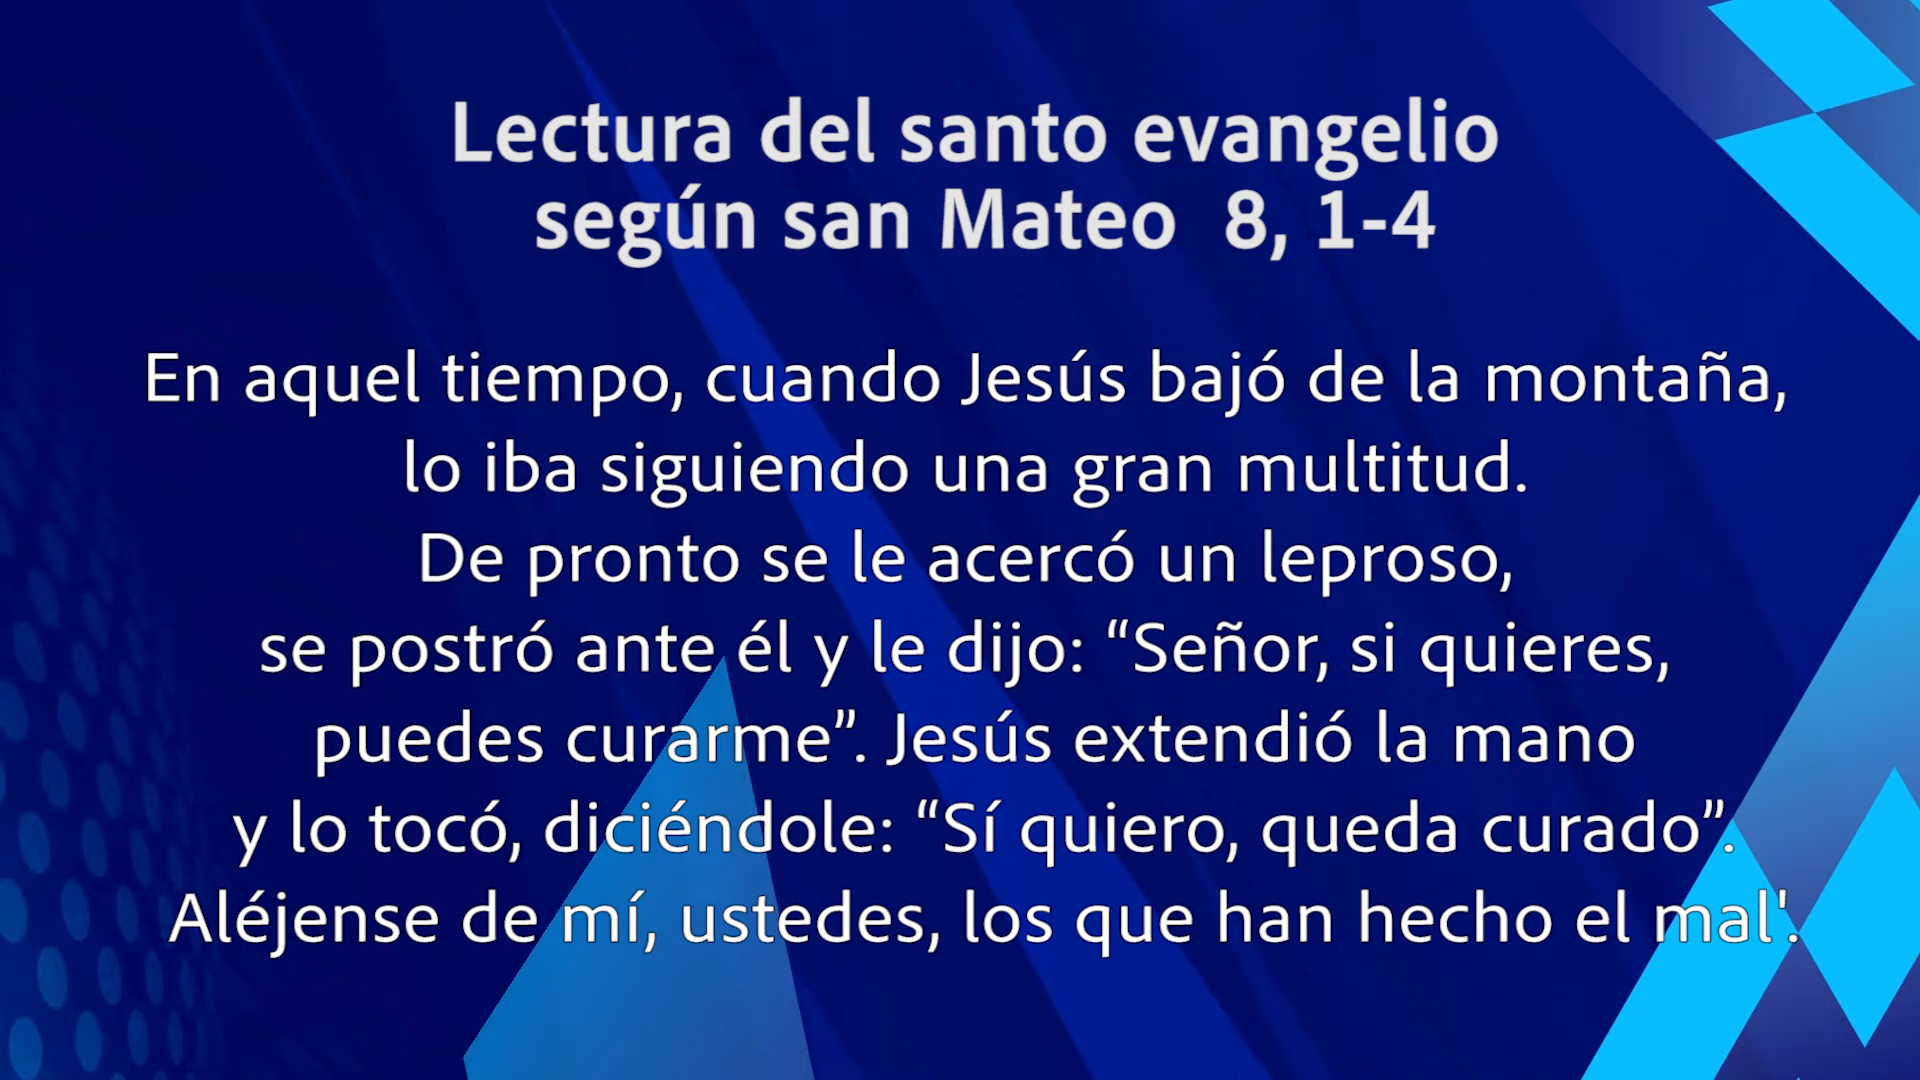 Lectura del santo evangelio
según san Mateo 8, 1-4
En aquel tiempo, cuando Jesús bajó de la montaña,
lo iba siguiendo una gran multitud.
De pronto se le acercó un leproso,
se postró ante él y le dijo: “Señor, si quieres,
puedes curarme”. Jesús extendió la mano
y lo tocó, diciéndole: “Sí quiero, queda curado”.
Aléjense de mí, ustedes, los que han hecho el mal'.